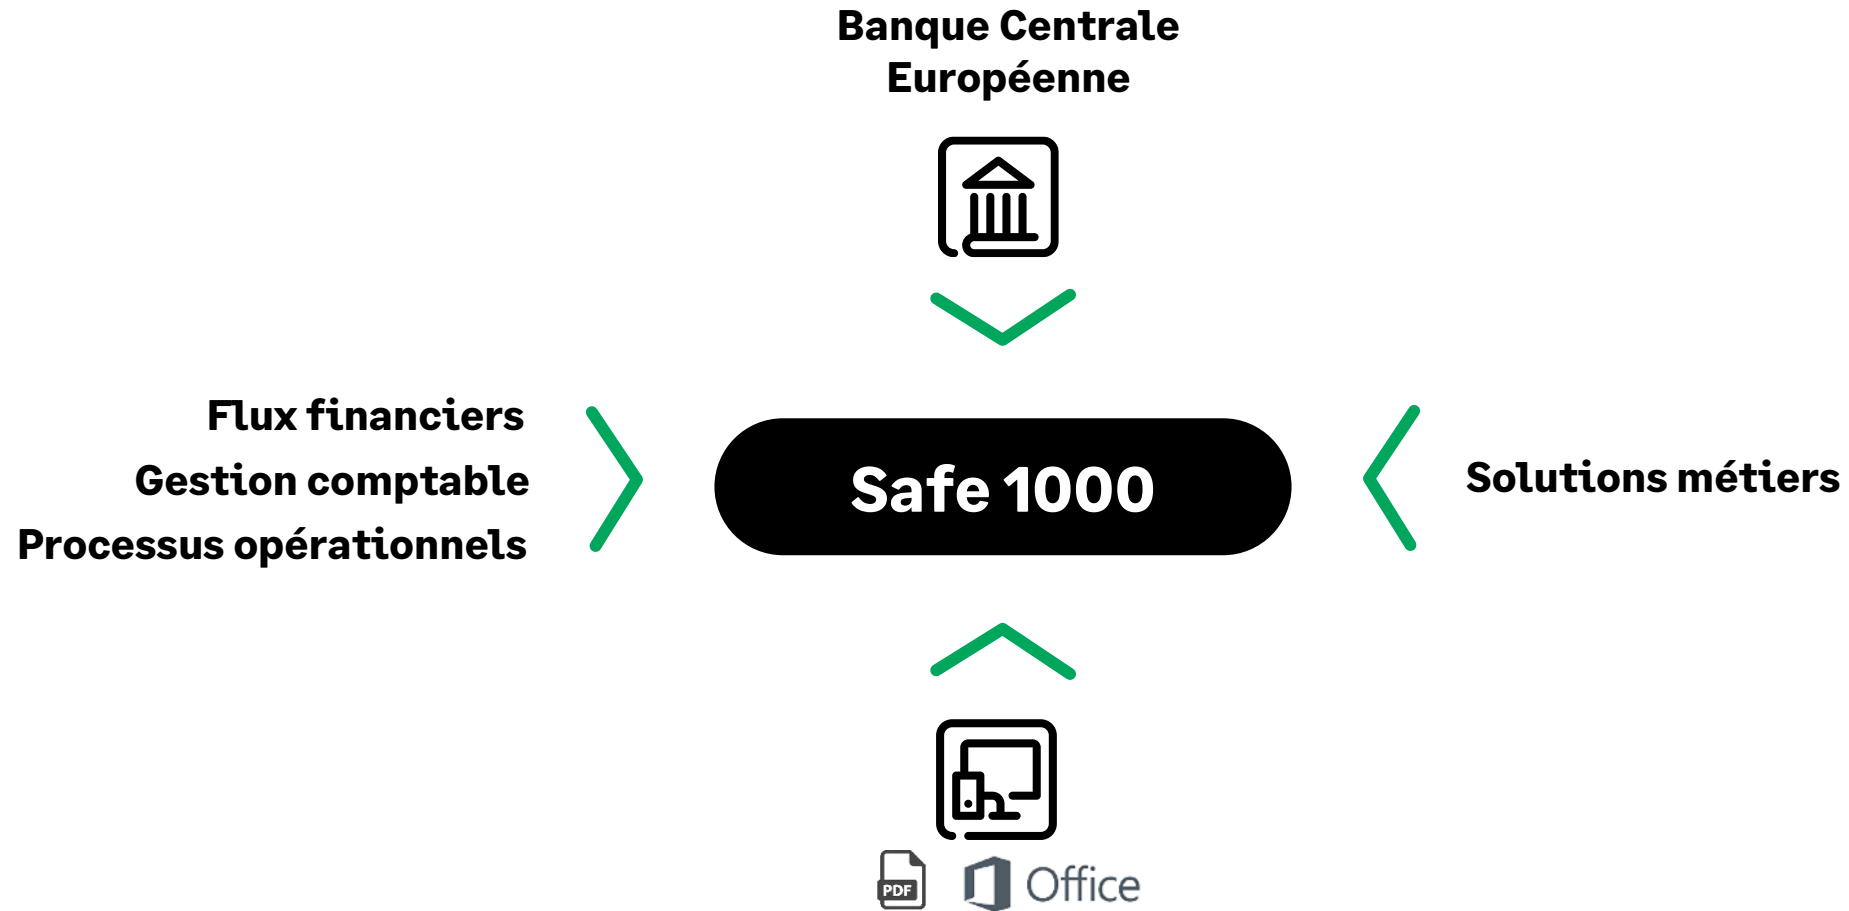 Banque Centrale
Européenne
Flux financiers
Gestion comptable
Processus opérationnels
Safe 1000
Solutions métiers
PDF
Office